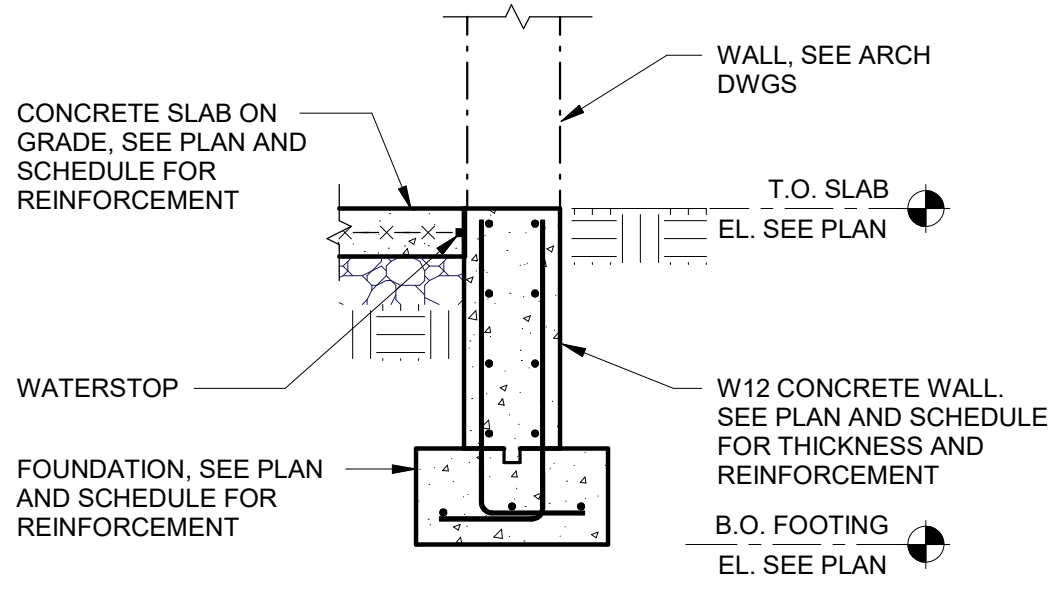 WALL, SEE ARCH
DWGS
CONCRETE SLAB ON
GRADE, SEE PLAN AND
SCHEDULE FOR
REINFORCEMENT
T.O. SLAB
EL. SEE PLAN
WATERSTOP
W12 CONCRETE WALL.
SEE PLAN AND SCHEDULE
FOR THICKNESS AND
REINFORCEMENT
FOUNDATION, SEE PLAN
AND SCHEDULE FOR
REINFORCEMENT
B.O. FOOTING
EL. SEE PLAN